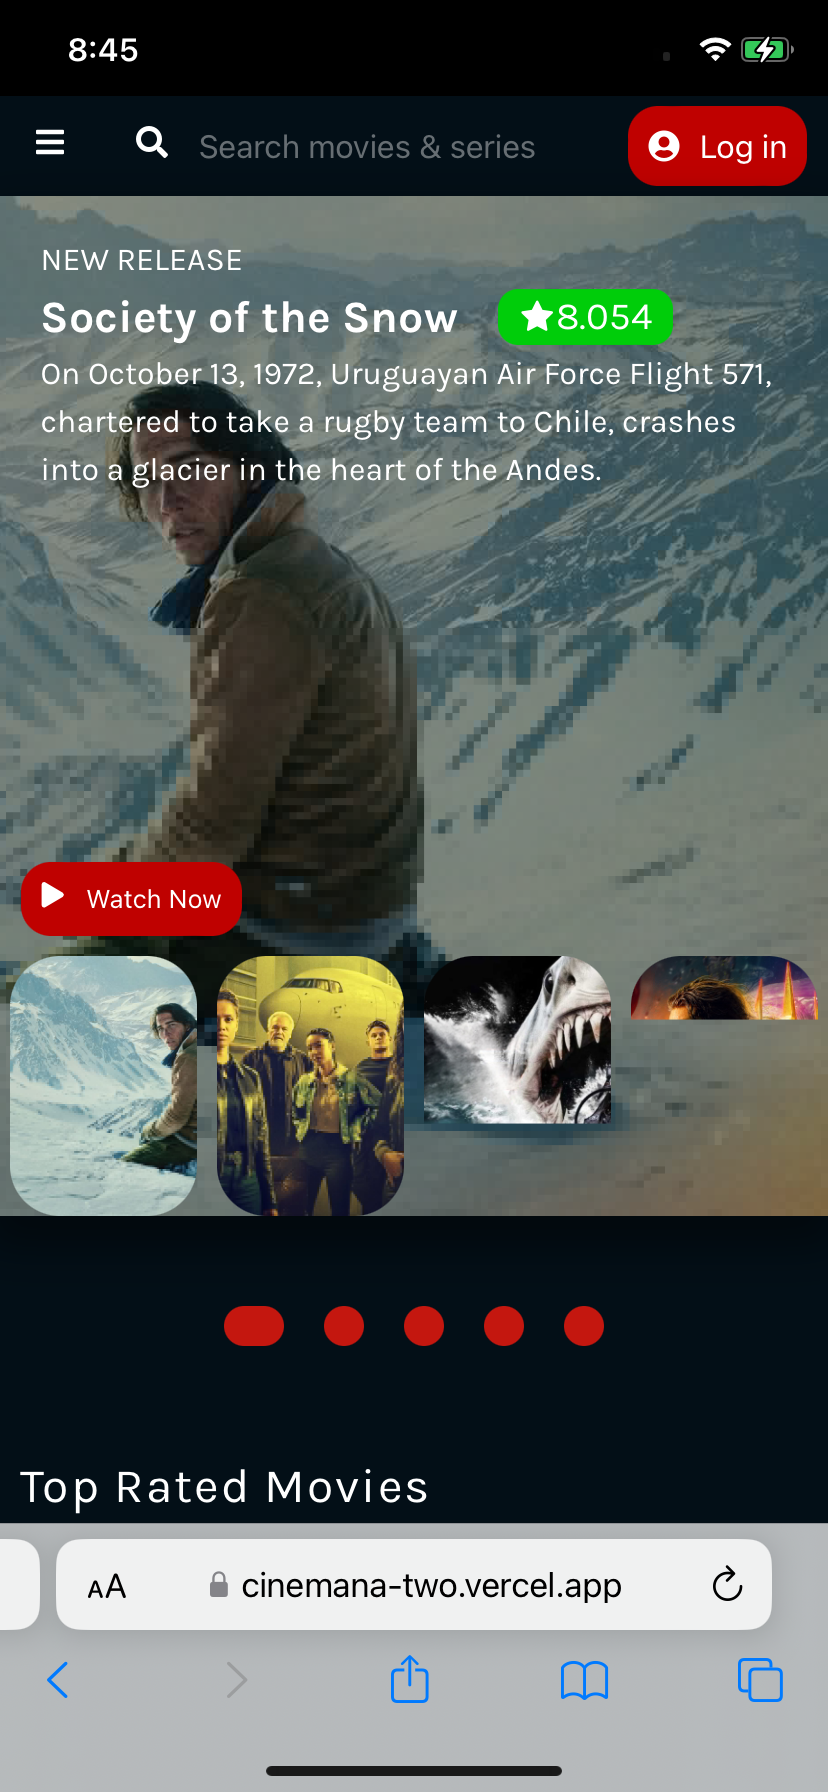 8:45
Search movies & series
Log in
NEW RELEASE
Society of the Snow
8.054
On October 13, 1972, Uruguayan Air Force Flight 571,
chartered to take a rugby team to Chile, crashes
into a glacier in the heart of the Andes.
Watch Now
Top Rated Movies
AA
cinemana-two.vercel.app